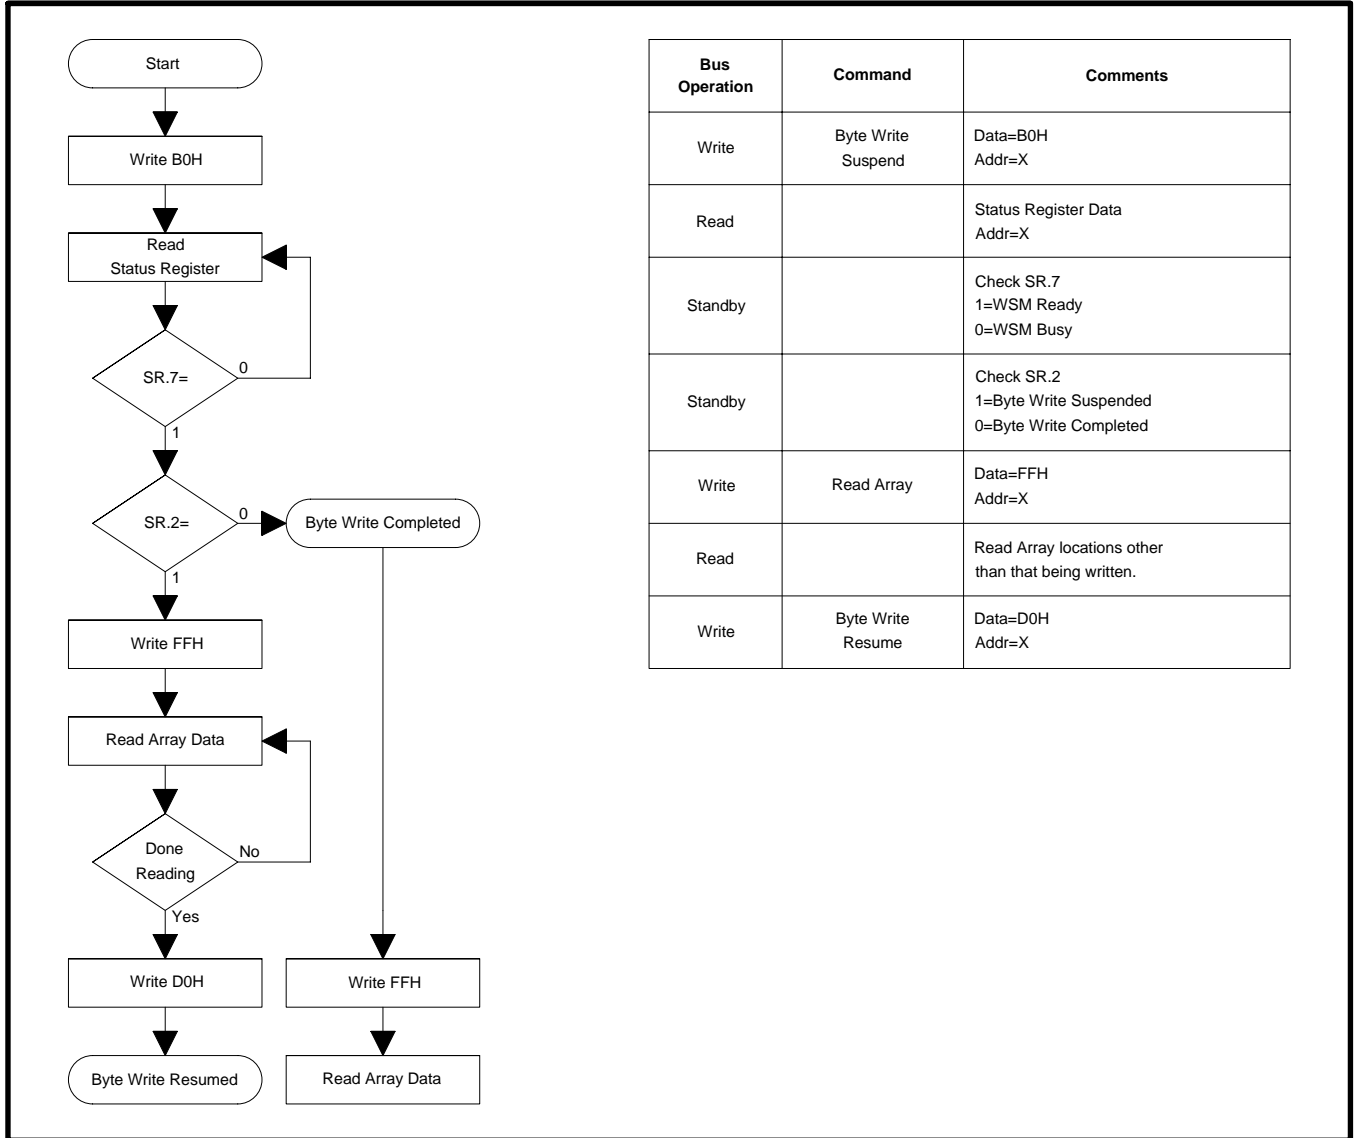 Start
Write B0H
Read
Status Register
SR.7=
0
1
SR.2=
0
Byte Write Completed
1
Write FFH
Read Array Data
Done
Reading
No
Yes
Write D0H
Write FFH
Byte Write Resumed
Read Array Data
Bus
Operation
Command
Comments
Write
Byte Write
Suspend
Data=B0H
Addr=X
Read
Status Register Data
Addr=X
Standby
Check SR.7
1=WSM Ready
0=WSM Busy
Standby
Check SR.2
1=Byte Write Suspended
0=Byte Write Completed
Write
Read Array
Data=FFH
Addr=X
Read
Read Array locations other
than that being written.
Write
Byte Write
Resume
Data=D0H
Addr=X